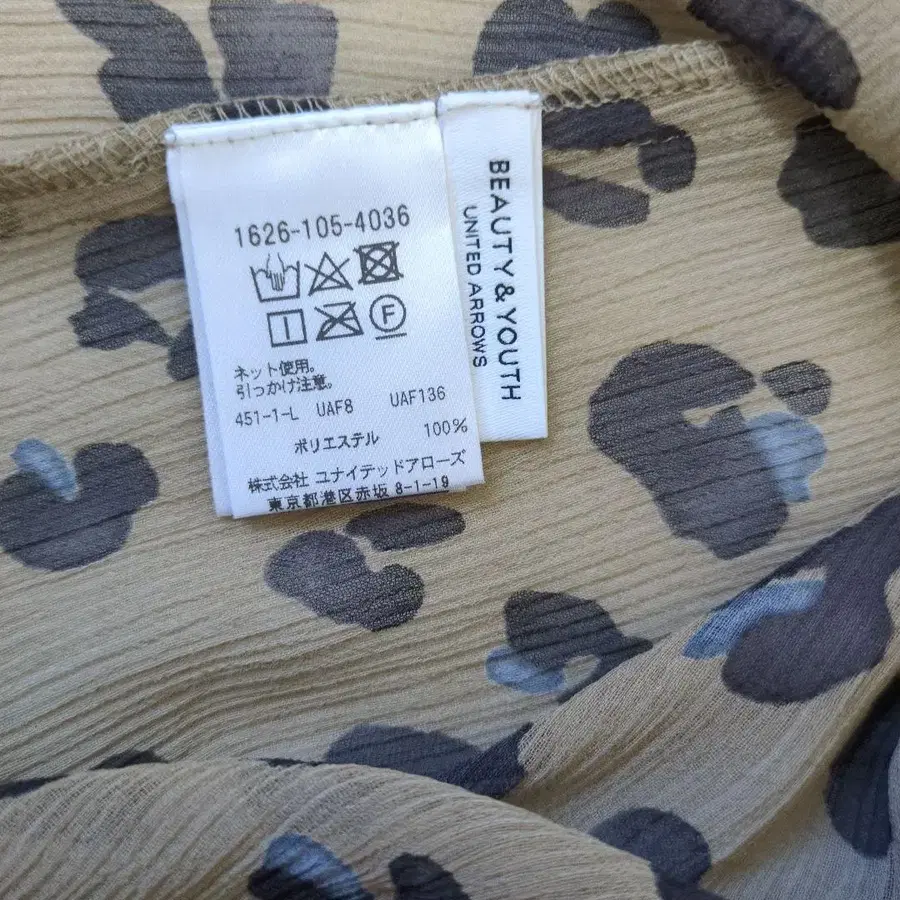 1626-105-4036
F
ネット使用。
引っかけ注意。
451-1-L UAF8 UAF136
ポリエステル 100%
株式会社 ユナイテッドアローズ
東京都港区赤坂 8-1-19
BEAUTY & YOUTH
UNITED ARROWS